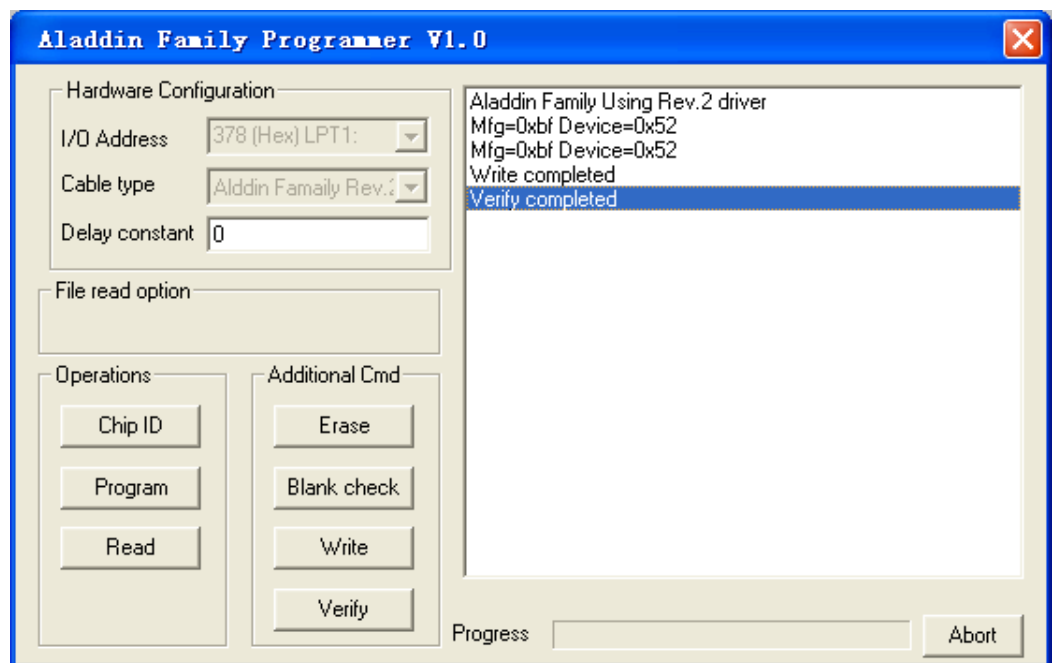 Aladdin Family Programmer V1.0
Hardware Configuration
I/O Address
378 (Hex) LPT1:
Cable type
Alddin Famaily Rev.2
Delay constant
0
File read option
Operations
Chip ID
Program
Read
Additional Cmd
Erase
Blank check
Write
Verify
Aladdin Family Using Rev.2 driver
Mfg=0xbf Device=0x52
Mfg=0xbf Device=0x52
Write completed
Verify completed
Progress
Abort